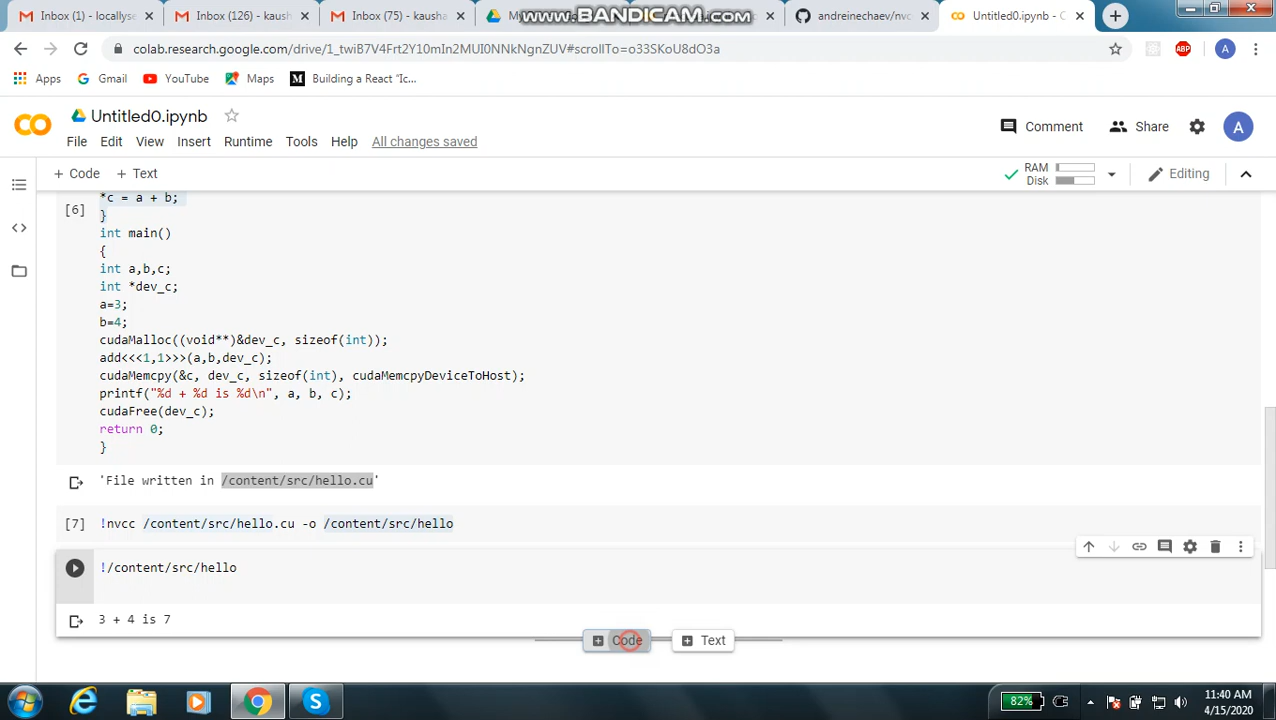 Inbox (1) - locallyse
Inbox (126) - kaush
Inbox (75) - kausha
My
www.BANDICAM.com
andreinechaev/nvc
Untitled0.ipynb - C
colab.research.google.com/drive/1_twiB7V4Frt2Y10mIn2MUI0NNkNgnZUV#scrollTo=o33SKoU8dO3a
ABP
A
Apps
Gmail
YouTube
Maps
Building a React "Ic...
Untitled0.ipynb
Comment
Share
A
File Edit View Insert Runtime Tools Help All changes saved
+ Code + Text
RAM
Disk
Editing
*c = a + b;
[6]
}
int main()
{
int a,b,c;
int *dev_c;
a=3;
b=4;
cudaMalloc((void**)&dev_c, sizeof(int));
add<<<1,1>>>(a,b,dev_c);
cudaMemcpy(&c, dev_c, sizeof(int), cudaMemcpyDeviceToHost);
printf("%d + %d is %d\n", a, b, c);
cudaFree(dev_c);
return 0;
}
'File written in /content/src/hello.cu'
[7] !nvcc /content/src/hello.cu -o /content/src/hello
!/content/src/hello
3 + 4 is 7
Code
Text
82%
11:40 AM
4/15/2020